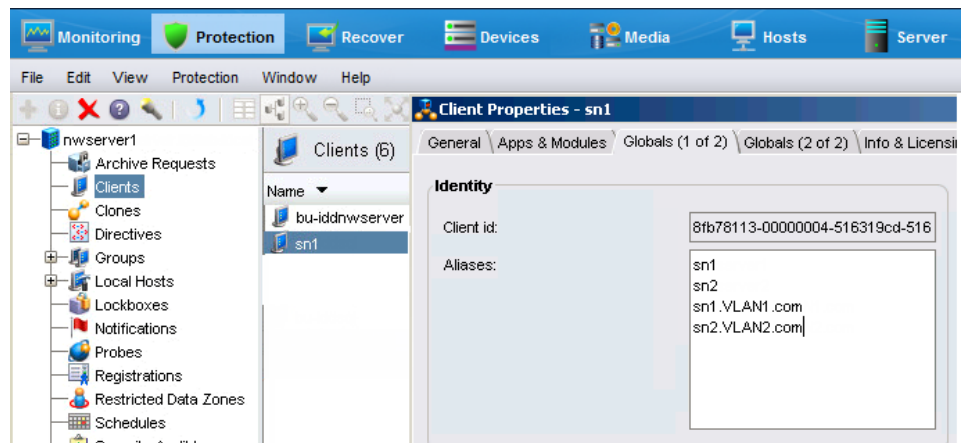 Monitoring Protection Recover Devices Media Hosts Server
File Edit View Protection Window Help
Client Properties - sn1
nwserver1
Archive Requests
Clients
Clones
Directives
Groups
Local Hosts
Lockboxes
Notifications
Probes
Registrations
Restricted Data Zones
Schedules
Clients (6)
Name
bu-iddnwserver
sn1
General Apps & Modules Globals (1 of 2) Globals (2 of 2) Info & Licensi
Identity
Client id: 8fb78113-00000004-516319cd-516
Aliases:
sn1
sn2
sn1.VLAN1.com
sn2.VLAN2.com